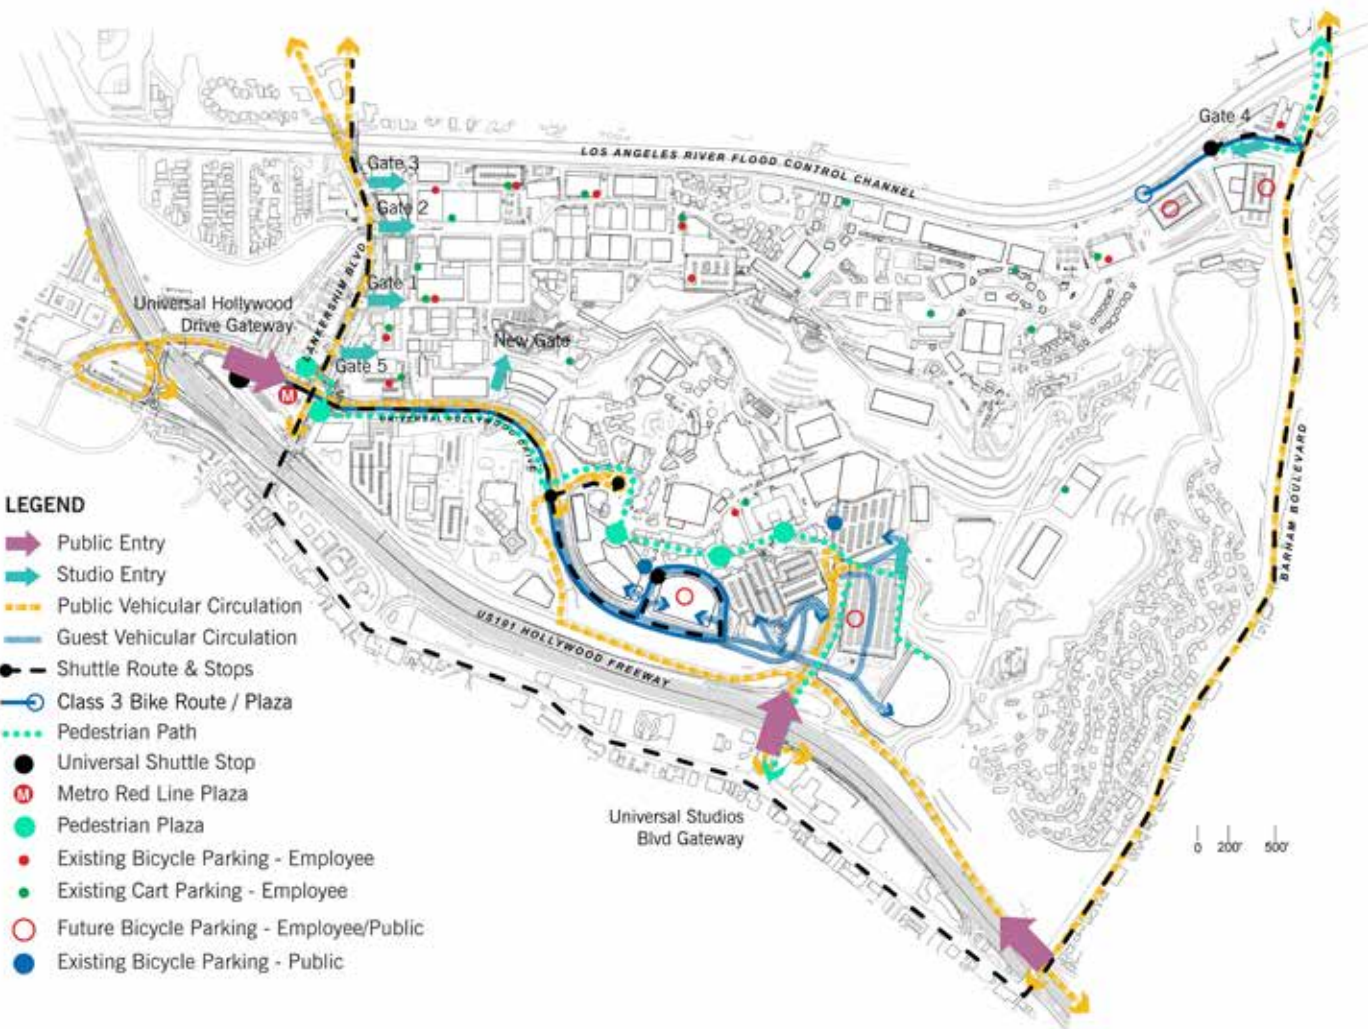 Gate 4
LOS ANGELES RIVER FLOOD CONTROL CHANNEL
Gate 3
Gate 2
LANKERSHIM BLVD
Gate 1
Universal Hollywood
Drive Gateway
New Gate
Gate 5
M
UNIVERSAL HOLLYWOOD DRIVE
BARHAM BOULEVARD
US101 HOLLYWOOD FREEWAY
LEGEND
Public Entry
Studio Entry
Public Vehicular Circulation
Guest Vehicular Circulation
Shuttle Route & Stops
Class 3 Bike Route / Plaza
Pedestrian Path
Universal Shuttle Stop
M Metro Red Line Plaza
Pedestrian Plaza
Existing Bicycle Parking - Employee
Existing Cart Parking - Employee
Future Bicycle Parking - Employee/Public
Existing Bicycle Parking - Public
Universal Studios
Blvd Gateway
0 200' 500'